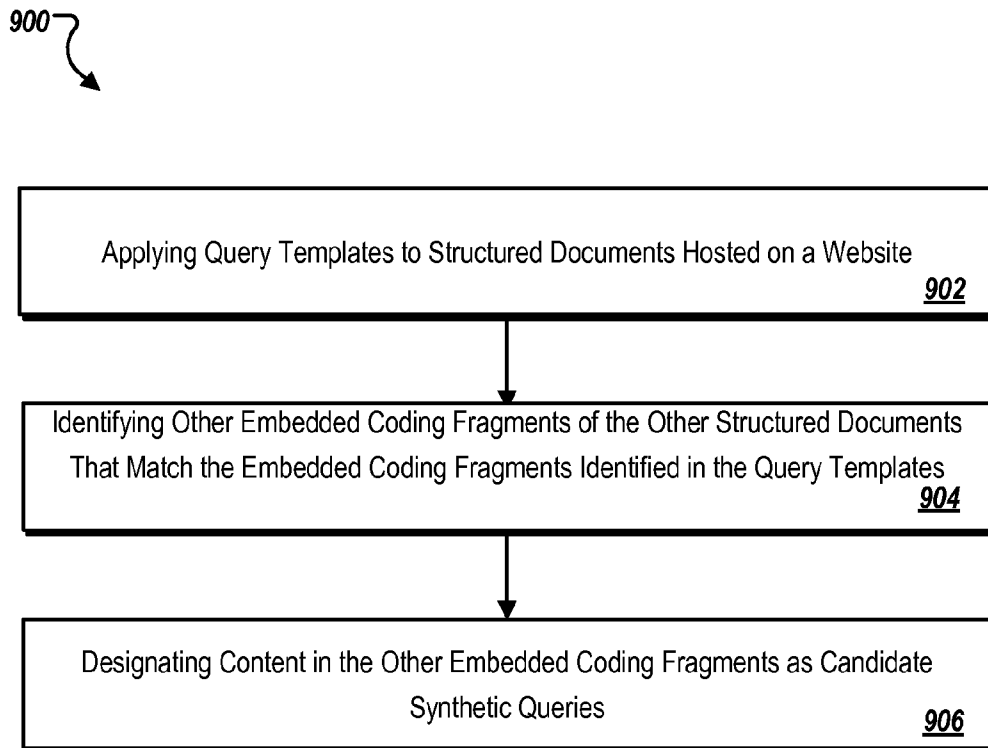 900
Applying Query Templates to Structured Documents Hosted on a Website
902
Identifying Other Embedded Coding Fragments of the Other Structured Documents
That Match the Embedded Coding Fragments Identified in the Query Templates
904
Designating Content in the Other Embedded Coding Fragments as Candidate
Synthetic Queries
906